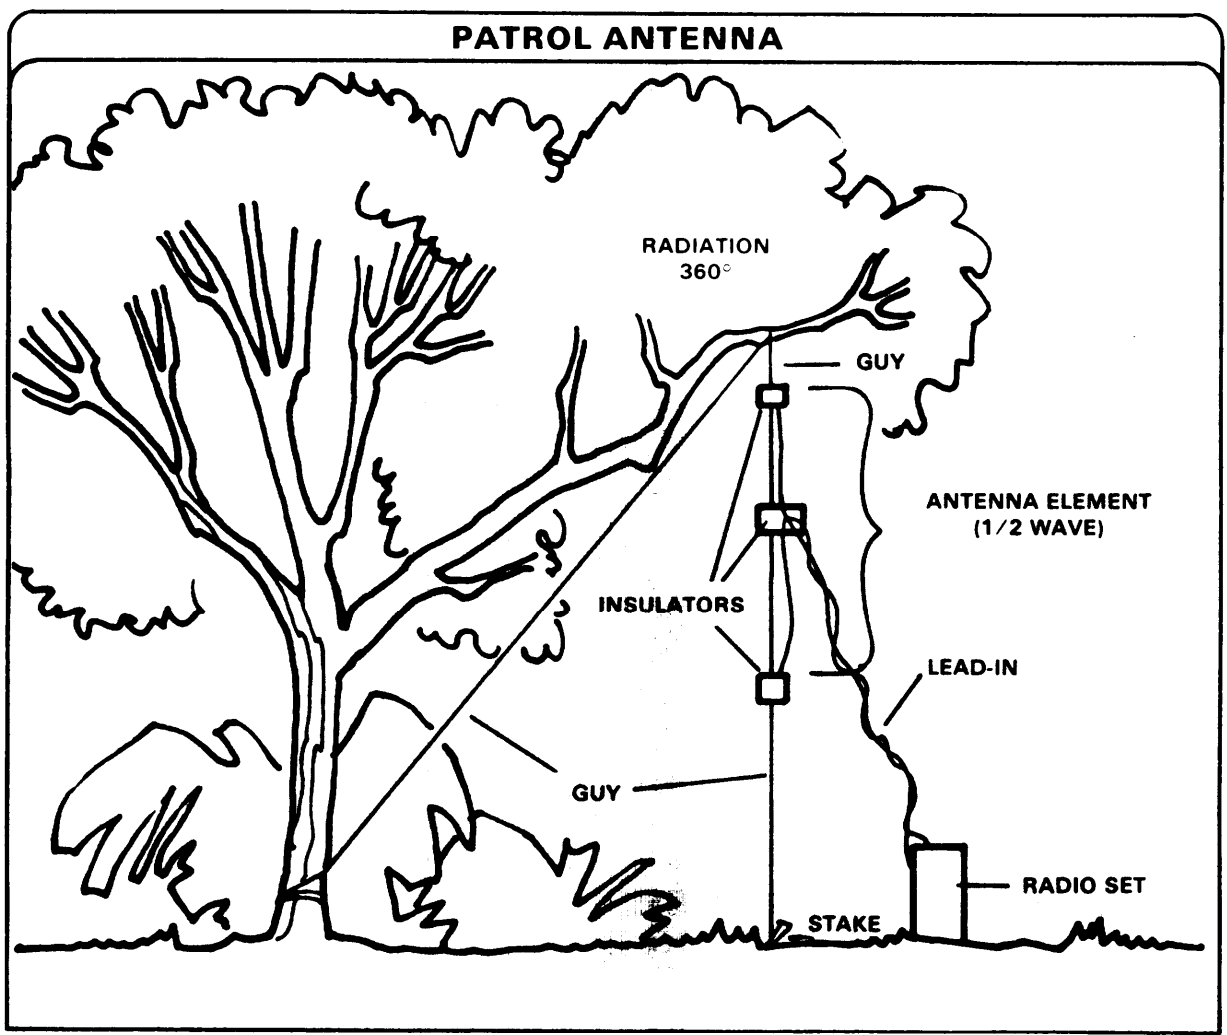 PATROL ANTENNA
RADIATION
360°
GUY
ANTENNA ELEMENT
(1/2 WAVE)
INSULATORS
LEAD-IN
GUY
RADIO SET
STAKE